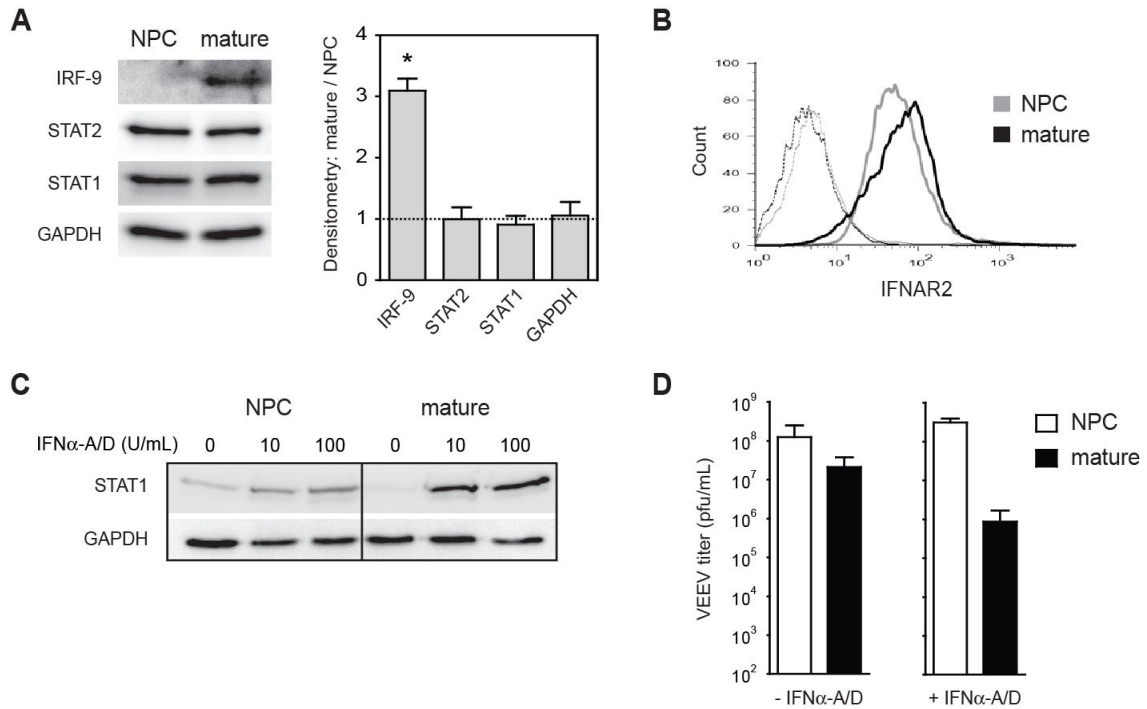 A
NPC mature
IRF-9
STAT2
STAT1
GAPDH
Densitometry: mature / NPC
4
3
2
1
0
*
IRF-9
STAT2
STAT1
GAPDH
B
Count
100
80
60
40
20
0
10⁰ 10¹ 10² 10³
IFNAR2
NPC
mature
C
NPC mature
IFNα-A/D (U/mL) 0 10 100 0 10 100
STAT1
GAPDH
D
VEEV titer (pfu/mL)
10⁹
10⁸
10⁷
10⁶
10⁵
10⁴
10³
10²
- IFNα-A/D + IFNα-A/D
NPC
mature